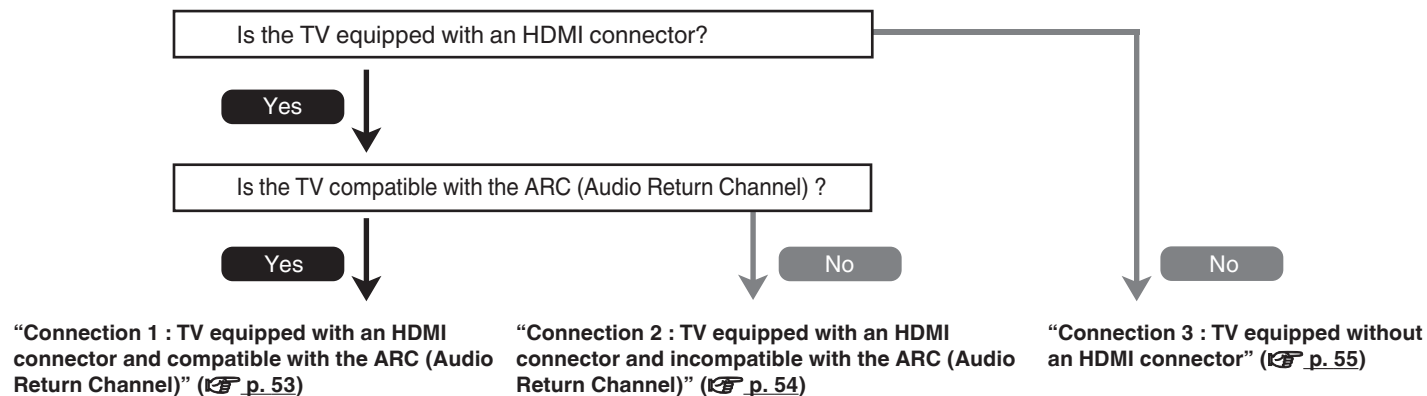 Is the TV equipped with an HDMI connector?
Yes
Is the TV compatible with the ARC (Audio Return Channel) ?
Yes
No
No
“Connection 1 : TV equipped with an HDMI
connector and compatible with the ARC (Audio
Return Channel)” (☞ p. 53)
“Connection 2 : TV equipped with an HDMI
connector and incompatible with the ARC (Audio
Return Channel)” (☞ p. 54)
“Connection 3 : TV equipped without
an HDMI connector” (☞ p. 55)